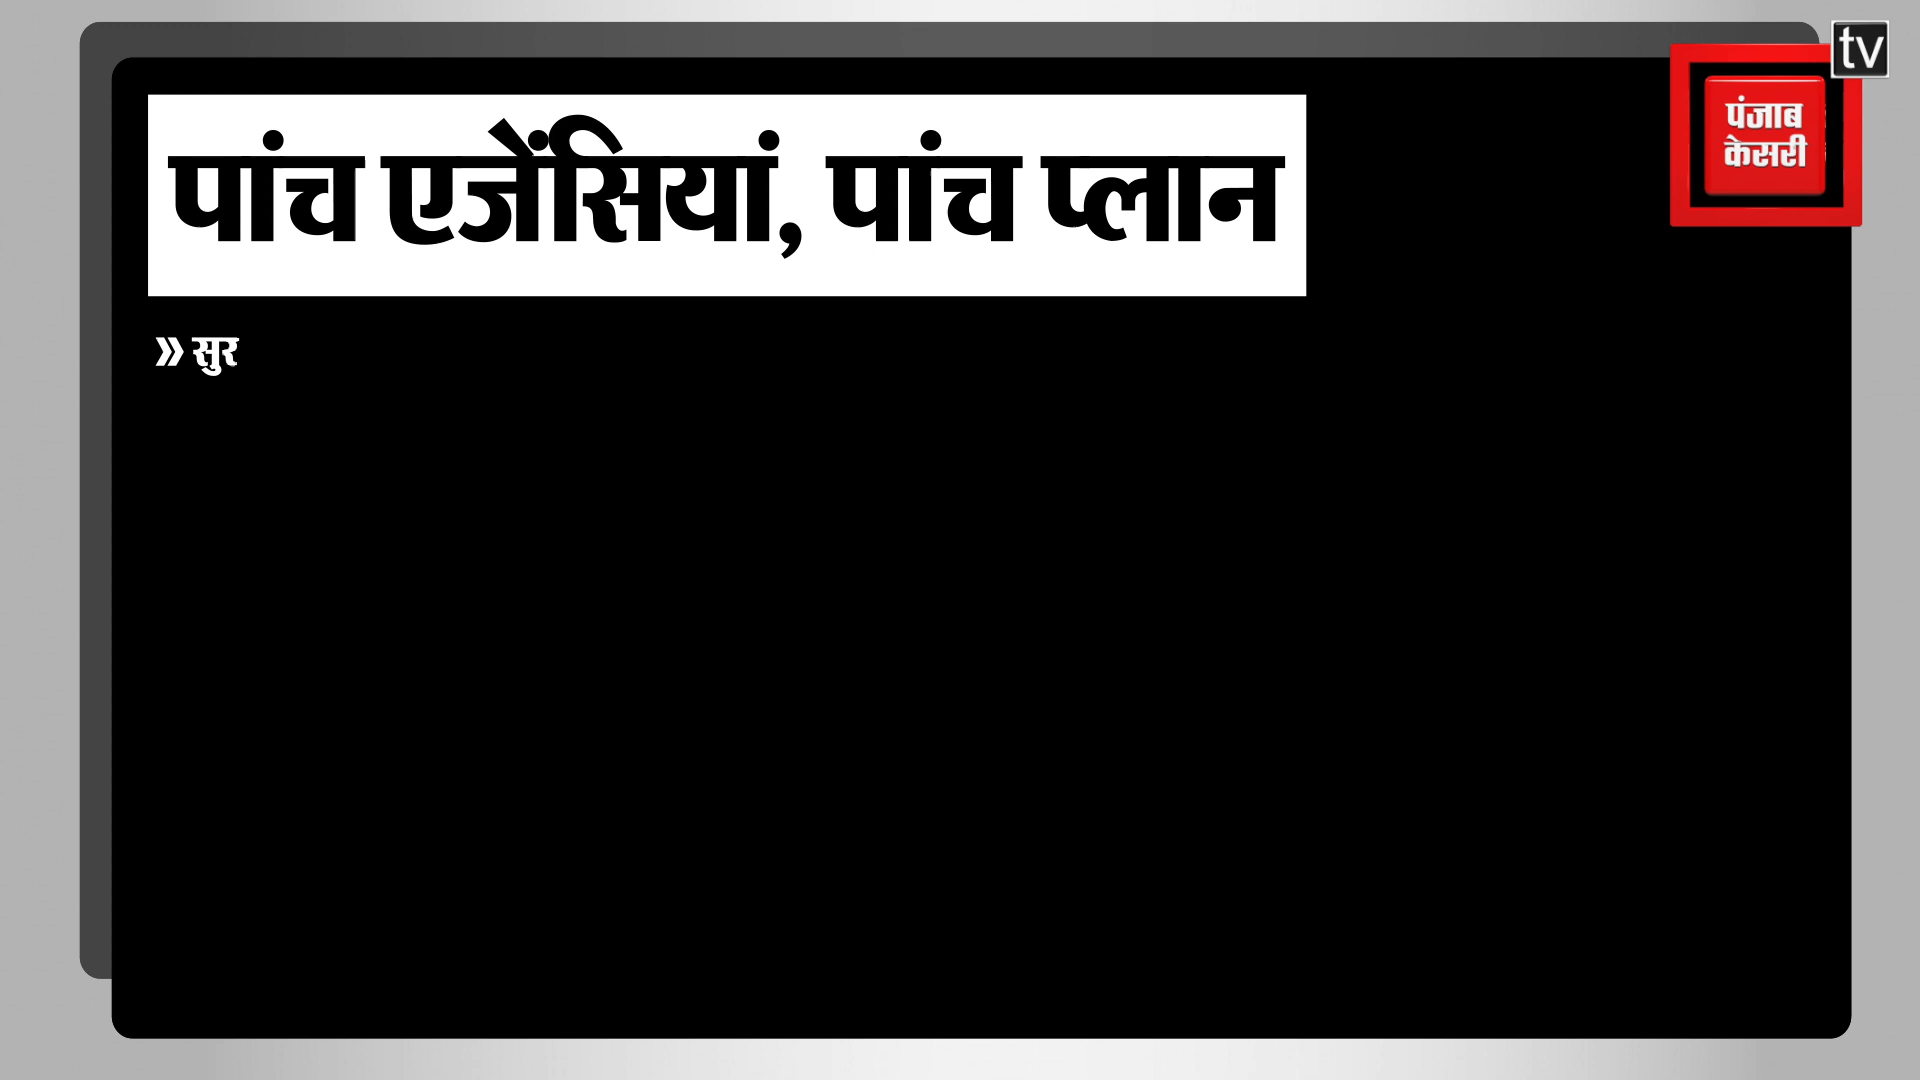 tv
पंजाब
केसरी
पांच एजेंसियां, पांच प्लान
» सुर